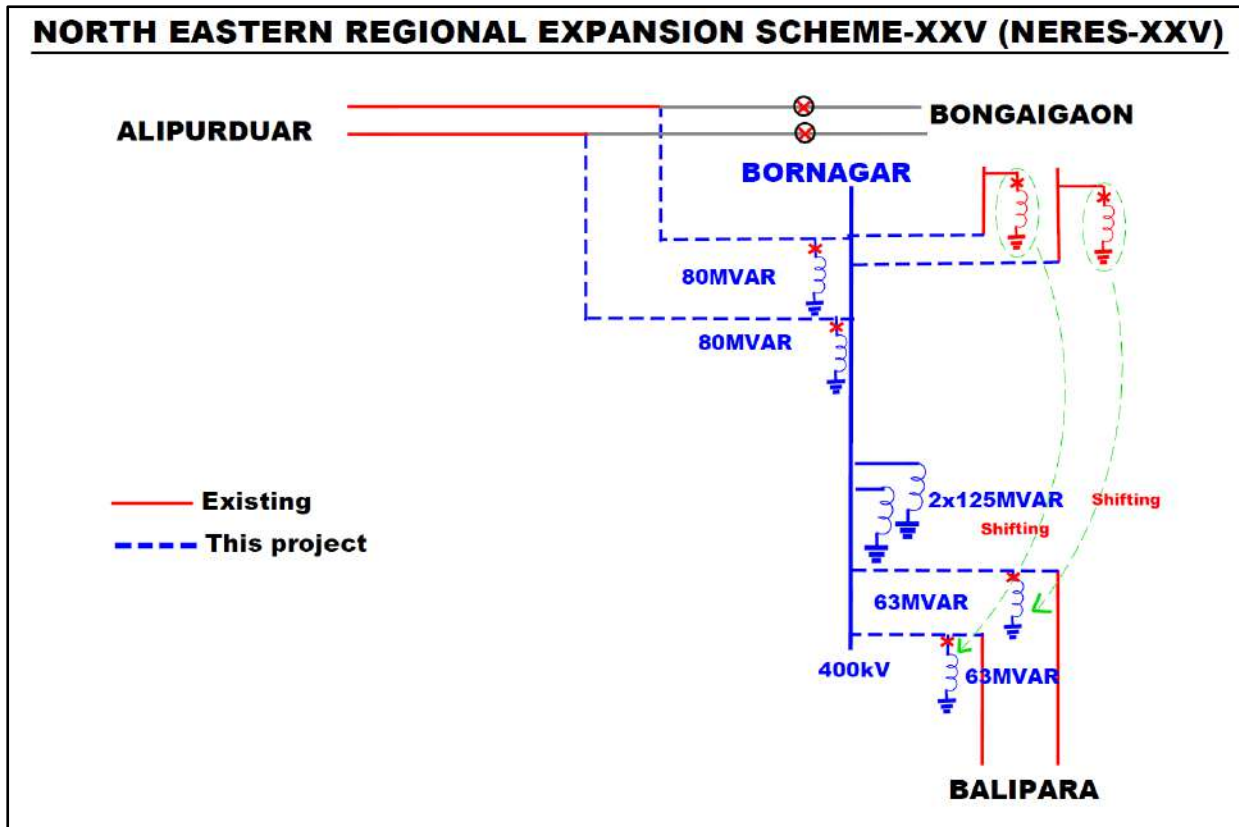 NORTH EASTERN REGIONAL EXPANSION SCHEME-XXV (NERES-XXV)
ALIPURDUAR
BONGAIGAON
BORNAGAR
80MVAR
80MVAR
Existing
This project
2x125MVAR
Shifting
Shifting
63MVAR
63MVAR
400kV
BALIPARA